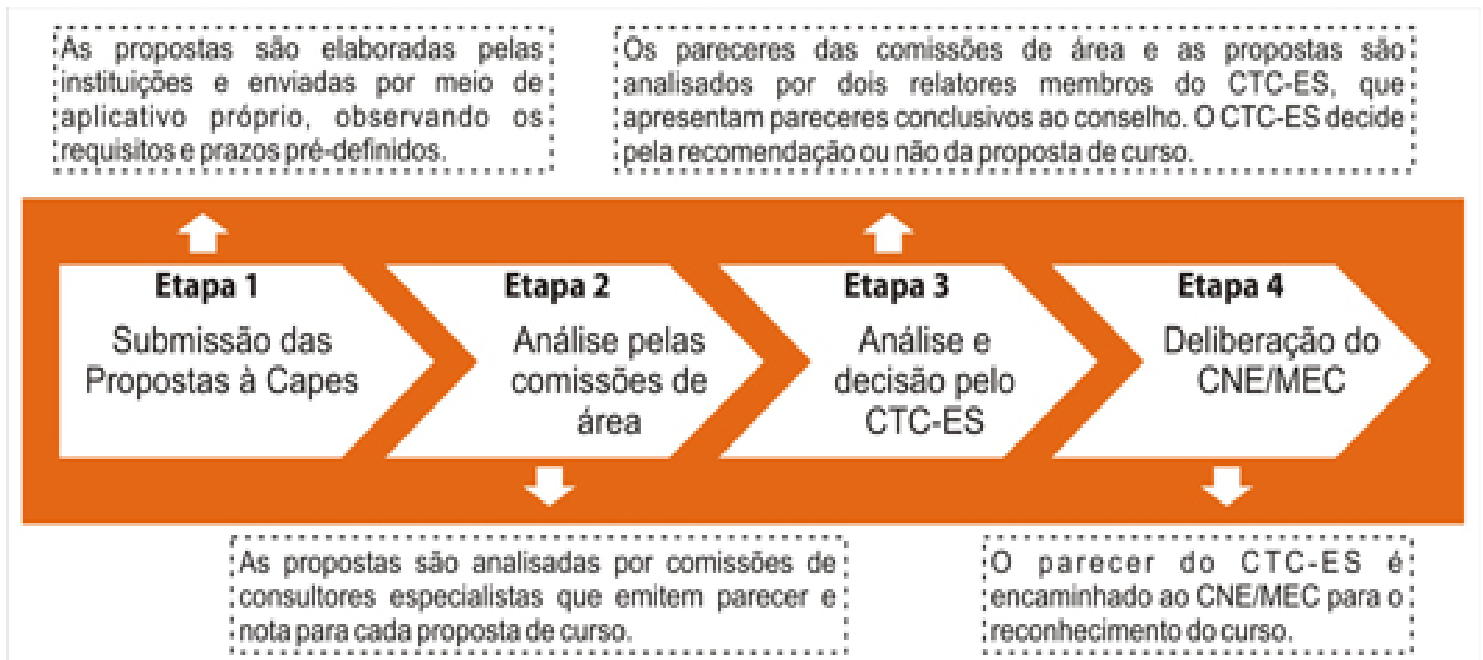 As propostas são elaboradas pelas
instituições e enviadas por meio de
aplicativo próprio, observando os
requisitos e prazos pré-definidos.
Os pareceres das comissões de área e as propostas são
analisados por dois relatores membros do CTC-ES, que
apresentam pareceres conclusivos ao conselho. O CTC-ES decide
pela recomendação ou não da proposta de curso.
Etapa 1
Submissão das
Propostas à Capes
Etapa 2
Análise pelas
comissões de
área
Etapa 3
Análise e
decisão pelo
CTC-ES
Etapa 4
Deliberação do
CNE/MEC
As propostas são analisadas por comissões de
consultores especialistas que emitem parecer e
nota para cada proposta de curso.
O parecer do CTC-ES é
encaminhado ao CNE/MEC para o
reconhecimento do curso.